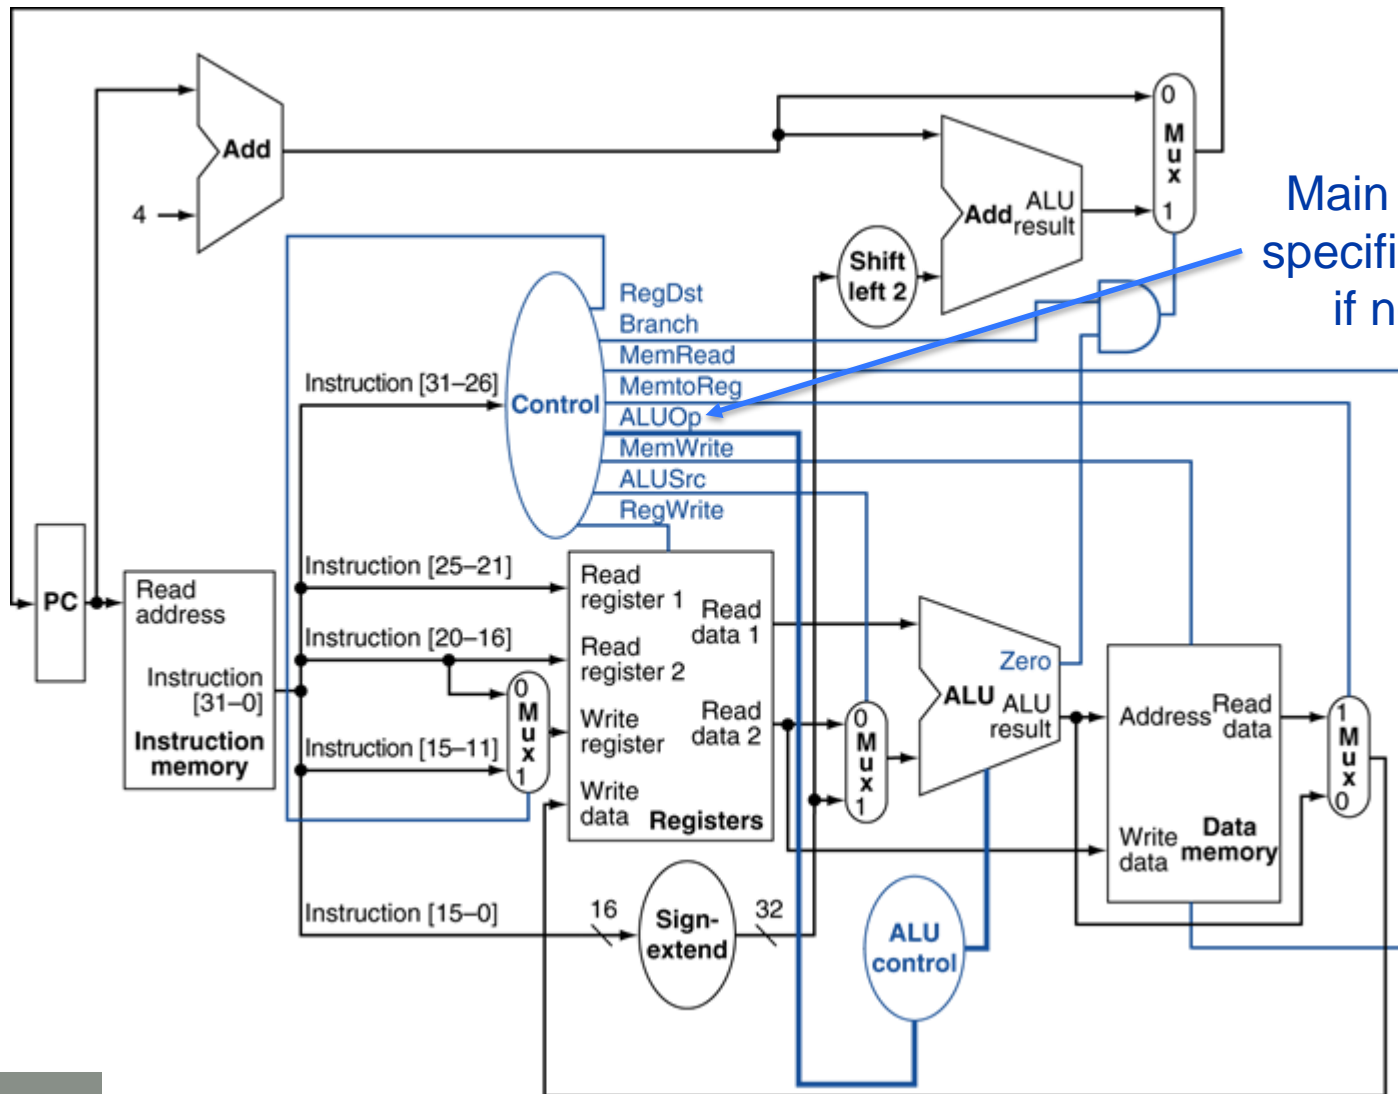 Add
4
0
Mux
1
Add
ALU
result
Main
specifi
if n
Shift
left 2
RegDst
Branch
MemRead
MemtoReg
ALUOp
MemWrite
ALUSrc
RegWrite
Control
Instruction [31–26]
Instruction [25–21]
Instruction [20–16]
Instruction [15–11]
Instruction [15–0]
PC
Read
address
Instruction
[31–0]
Instruction
memory
0
Mux
1
Read
register 1
Read
register 2
Write
register
Write
data
Read
data 1
Read
data 2
Registers
16
Sign-
extend
32
0
Mux
1
Zero
ALU
ALU
result
ALU
control
Address
Read
data
Write
data
Data
memory
1
Mux
0